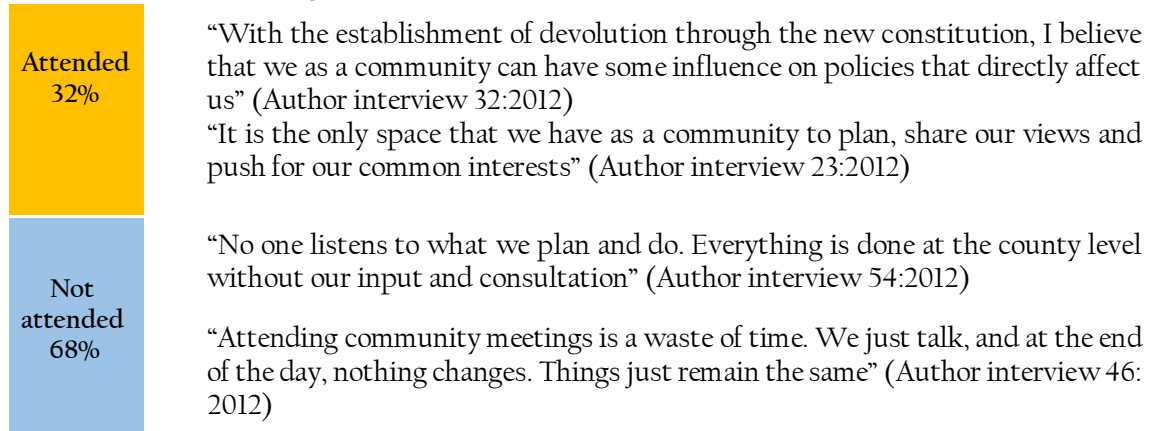 Attended
32%
“With the establishment of devolution through the new constitution, I believe
that we as a community can have some influence on policies that directly affect
us” (Author interview 32:2012)
“It is the only space that we have as a community to plan, share our views and
push for our common interests” (Author interview 23:2012)
Not
attended
68%
“No one listens to what we plan and do. Everything is done at the county level
without our input and consultation” (Author interview 54:2012)
“Attending community meetings is a waste of time. We just talk, and at the end
of the day, nothing changes. Things just remain the same” (Author interview 46:
2012)